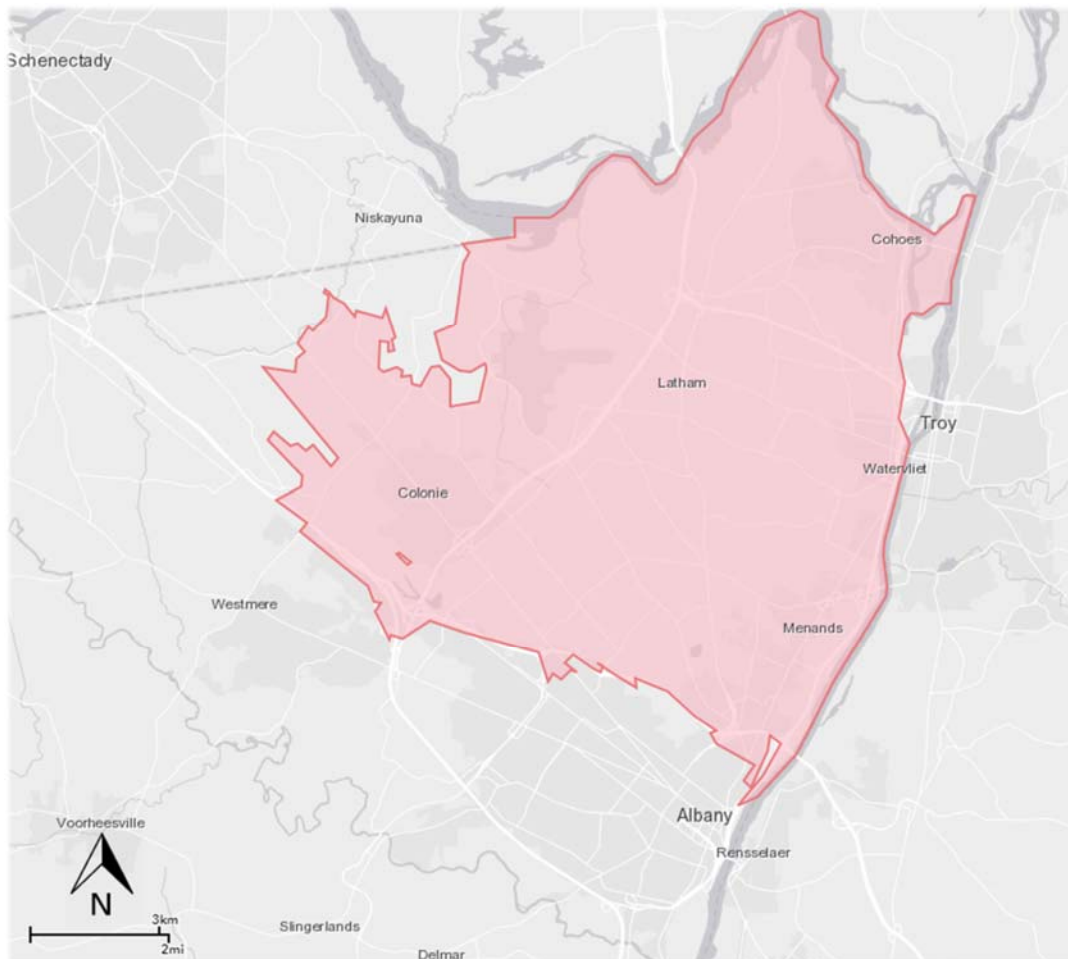 Schenectady
Niskayuna
Cohoes
Latham
Troy
Watervliet
Colonie
Westmere
Menands
Albany
Voorheesville
Rensselaer
N
3km
2mi
Slingerlands
Delmar